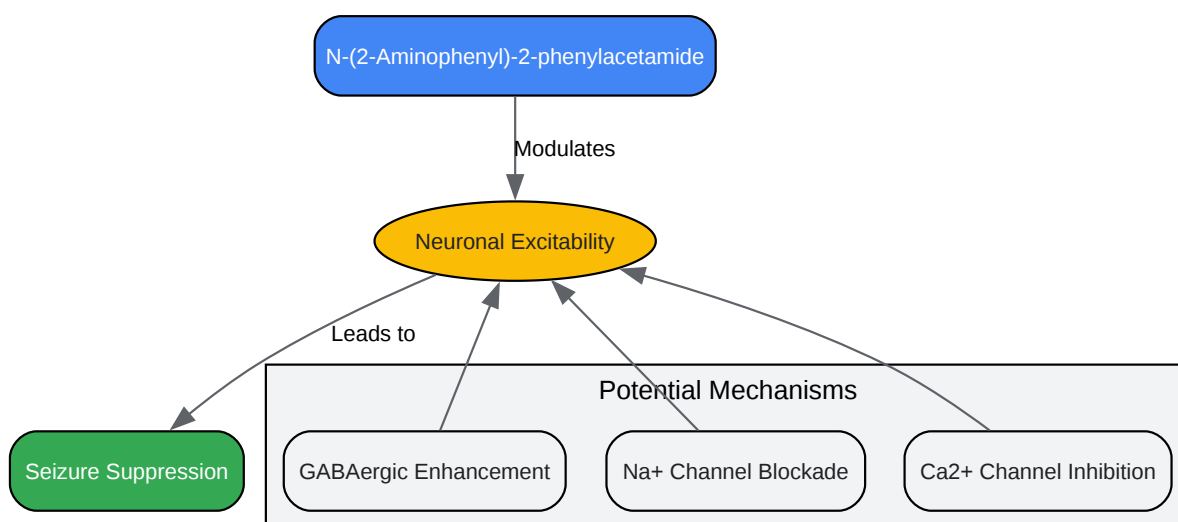 N-(2-Aminophenyl)-2-phenylacetamide
Modulates
Neuronal Excitability
Leads to
Potential Mechanisms
Seizure Suppression
GABAergic Enhancement
Na+ Channel Blockade
Ca2+ Channel Inhibition